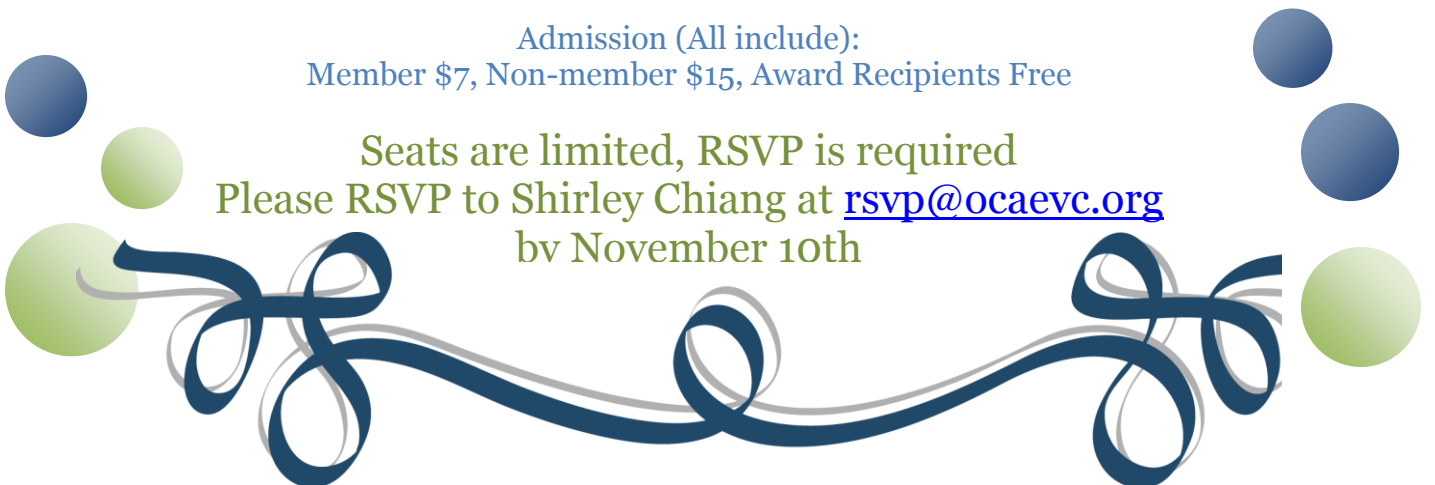 Admission (All include):
Member $7, Non-member $15, Award Recipients Free
Seats are limited, RSVP is required
Please RSVP to Shirley Chiang at rsvp@ocaevc.org
by November 10th